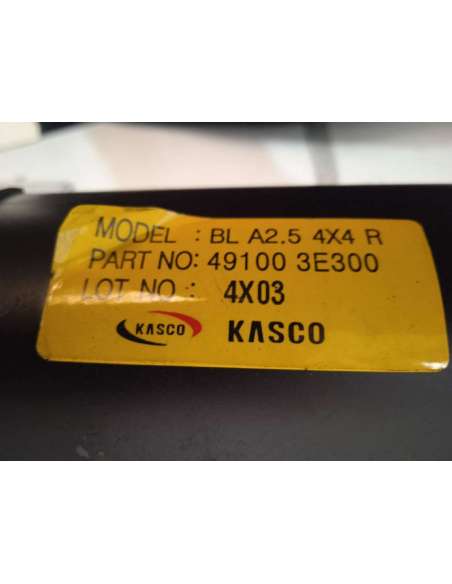 MODEL : BL A2.5 4X4 R
PART NO: 49100 3E300
LOT NO : 4X03
KASCO KASCO